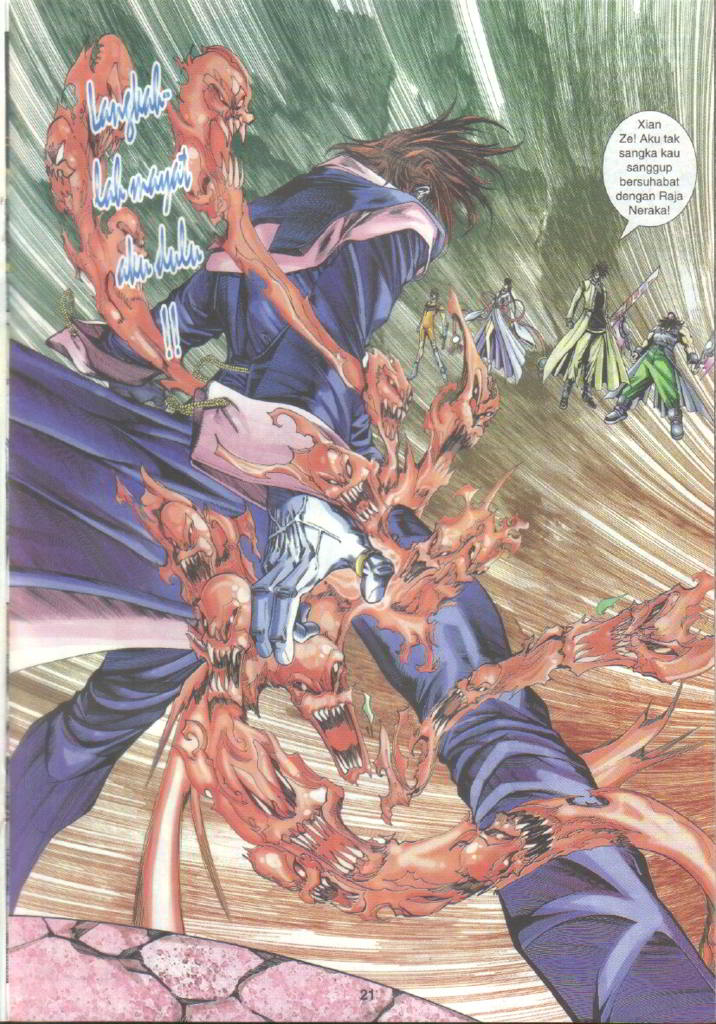 Langkah-
lah mayat
aku dulu
!!
Xian
Ze! Aku tak
sangka kau
sanggup
bersuhabat
dengan Raja
Neraka!
21